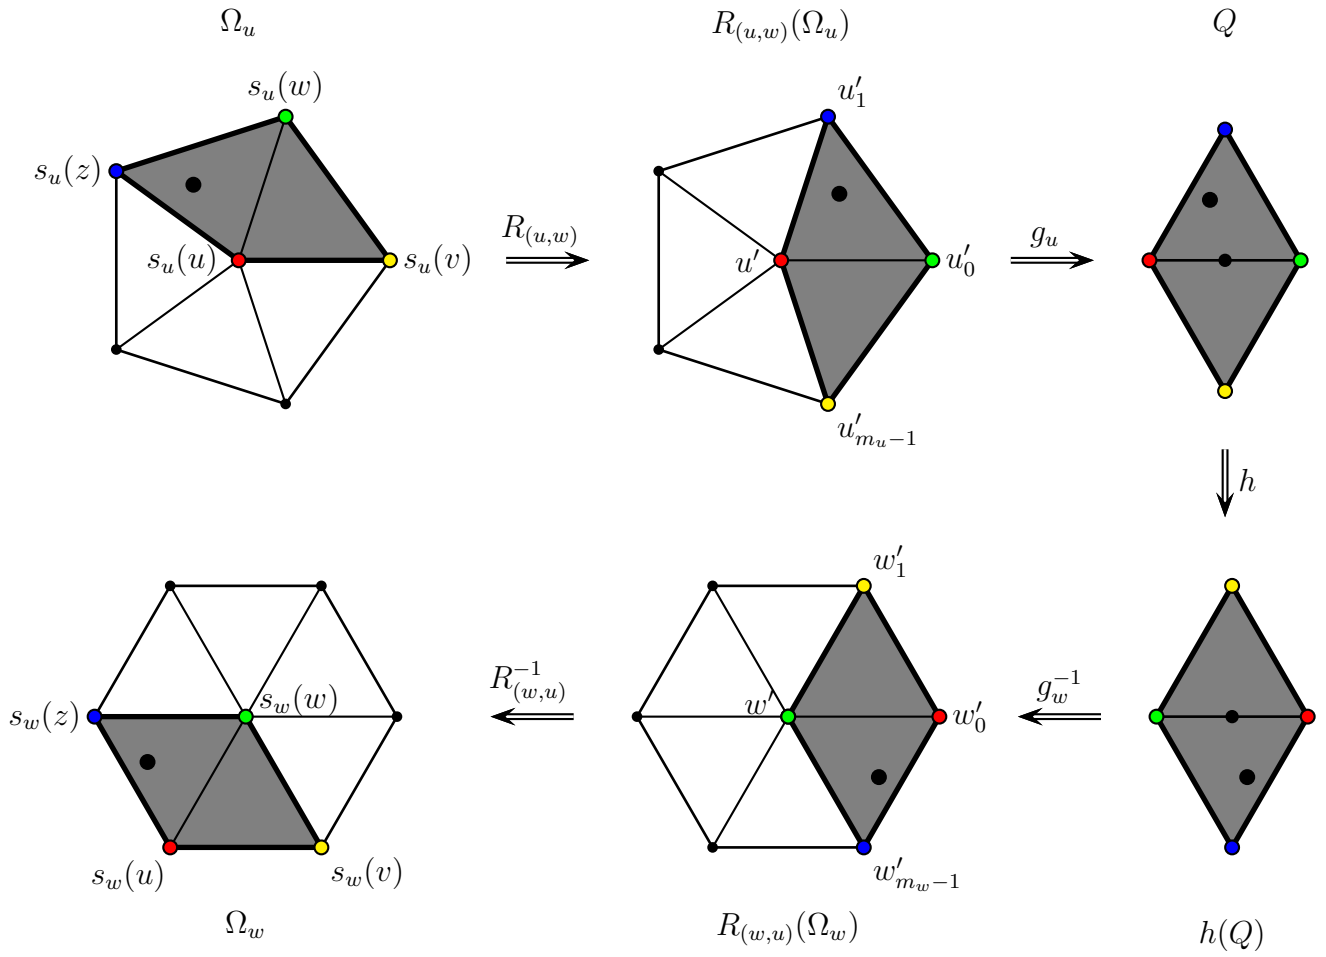 Ω_u
R_{(u,w)}(Ω_u)
Q
s_u(w)
u′_1
s_u(z)
R_{(u,w)}
g_u
s_u(u)
s_u(v)
u′
u′_0
u′_{m_u−1}
h
w′_1
R^{−1}_{(w,u)}
g_w^{−1}
s_w(z)
s_w(w)
w′
w′_0
s_w(u)
s_w(v)
w′_{m_w−1}
Ω_w
R_{(w,u)}(Ω_w)
h(Q)